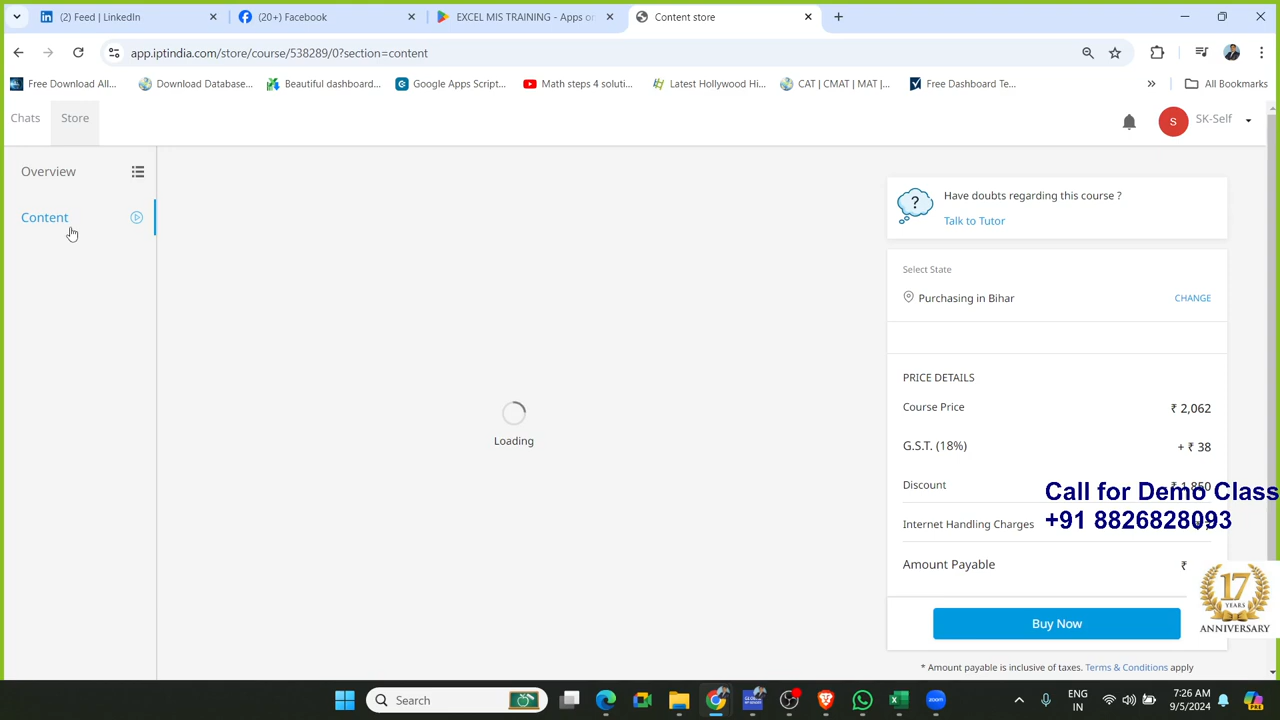 (2) Feed | LinkedIn
(20+) Facebook
EXCEL MIS TRAINING - Apps on
Content store
app.iptindia.com/store/course/538289/0?section=content
Free Download All...
Download Database...
Beautiful dashboard...
Google Apps Script...
Math steps 4 soluti...
Latest Hollywood Hi...
CAT | CMAT | MAT |...
Free Dashboard Te...
All Bookmarks
Chats
Store
S
SK-Self
Overview
Content
Have doubts regarding this course ?
Talk to Tutor
Select State
Purchasing in Bihar
CHANGE
PRICE DETAILS
Course Price
₹ 2,062
G.S.T. (18%)
+ ₹ 38
Discount
₹ 1,850
Call for Demo Class
Internet Handling Charges
+91 8826828093
Amount Payable
₹
17
YEARS
ANNIVERSARY
Buy Now
* Amount payable is inclusive of taxes. Terms & Conditions apply
Loading
Search
ENG
IN
7:26 AM
9/5/2024